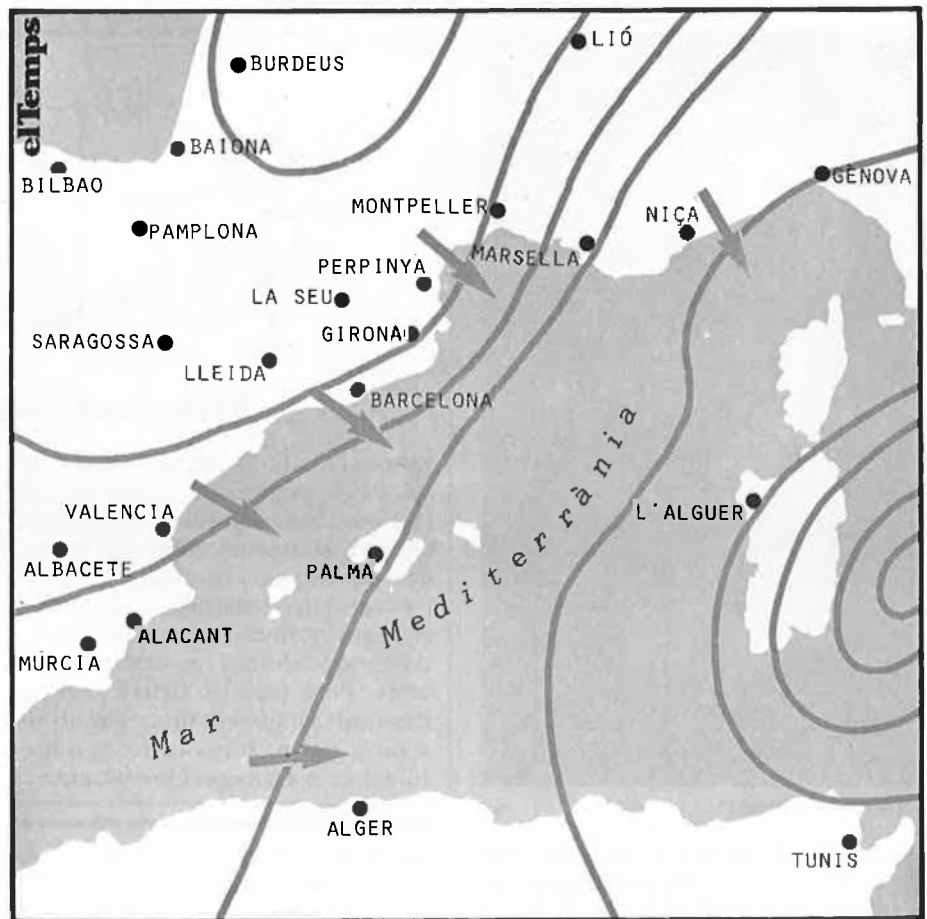 elTemps
LIÓ
BURDEUS
BAIONA
BILBAO
GÈNOVA
MONTPELLER
NIÇA
PAMPLONA
MARSELLA
PERPINYA
LA SEU
GIRONA
SARAGOSSA
LLEIDA
BARCELONA
L'ALGUER
VALENCIA
ALBACETE
PALMA
ALACANT
MÚRCIA
Mar Mediterrània
ALGER
TUNIS